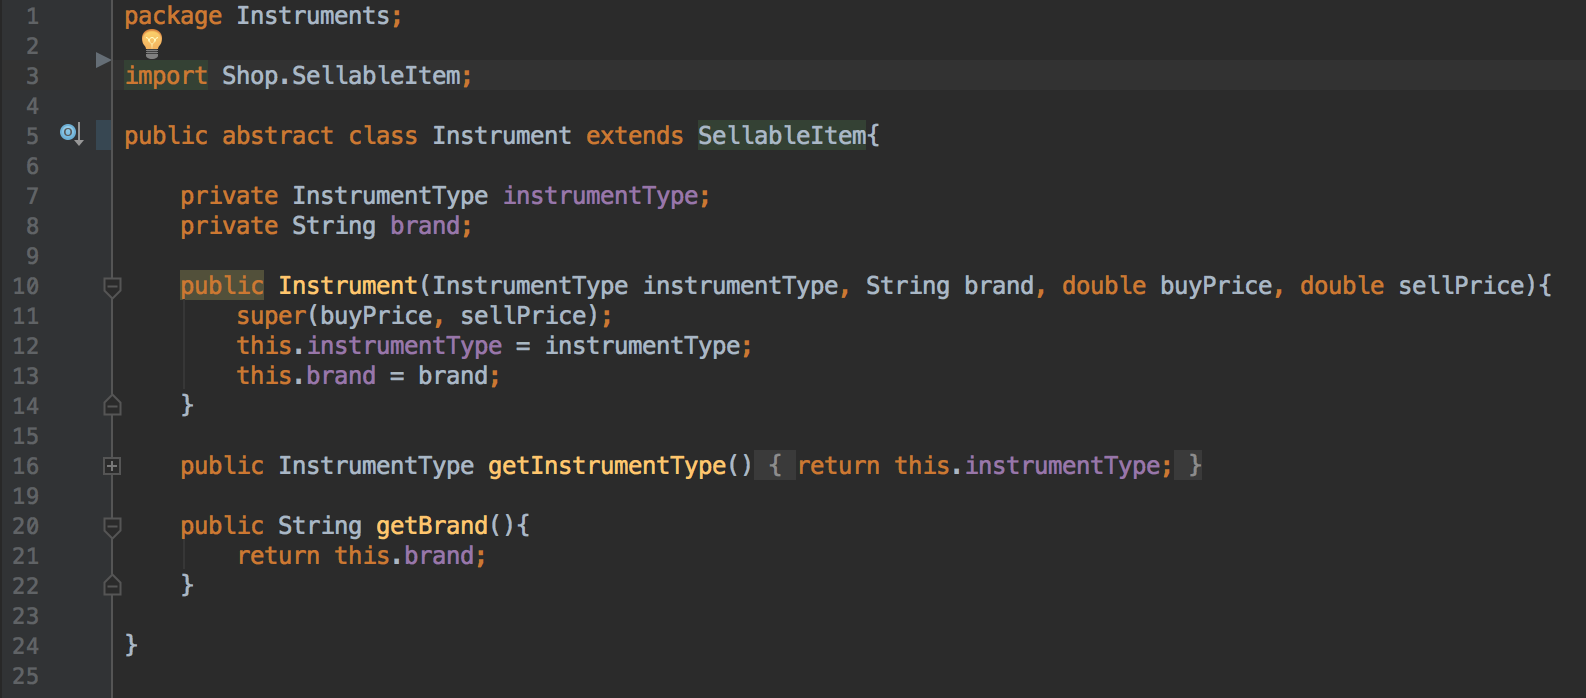 1 package Instruments;
2
3 import Shop.SellableItem;
4
5 public abstract class Instrument extends SellableItem{
6
7     private InstrumentType instrumentType;
8     private String brand;
9
10     public Instrument(InstrumentType instrumentType, String brand, double buyPrice, double sellPrice){
11         super(buyPrice, sellPrice);
12         this.instrumentType = instrumentType;
13         this.brand = brand;
14     }
15
16     public InstrumentType getInstrumentType() { return this.instrumentType; }
19
20     public String getBrand(){
21         return this.brand;
22     }
23
24 }
25